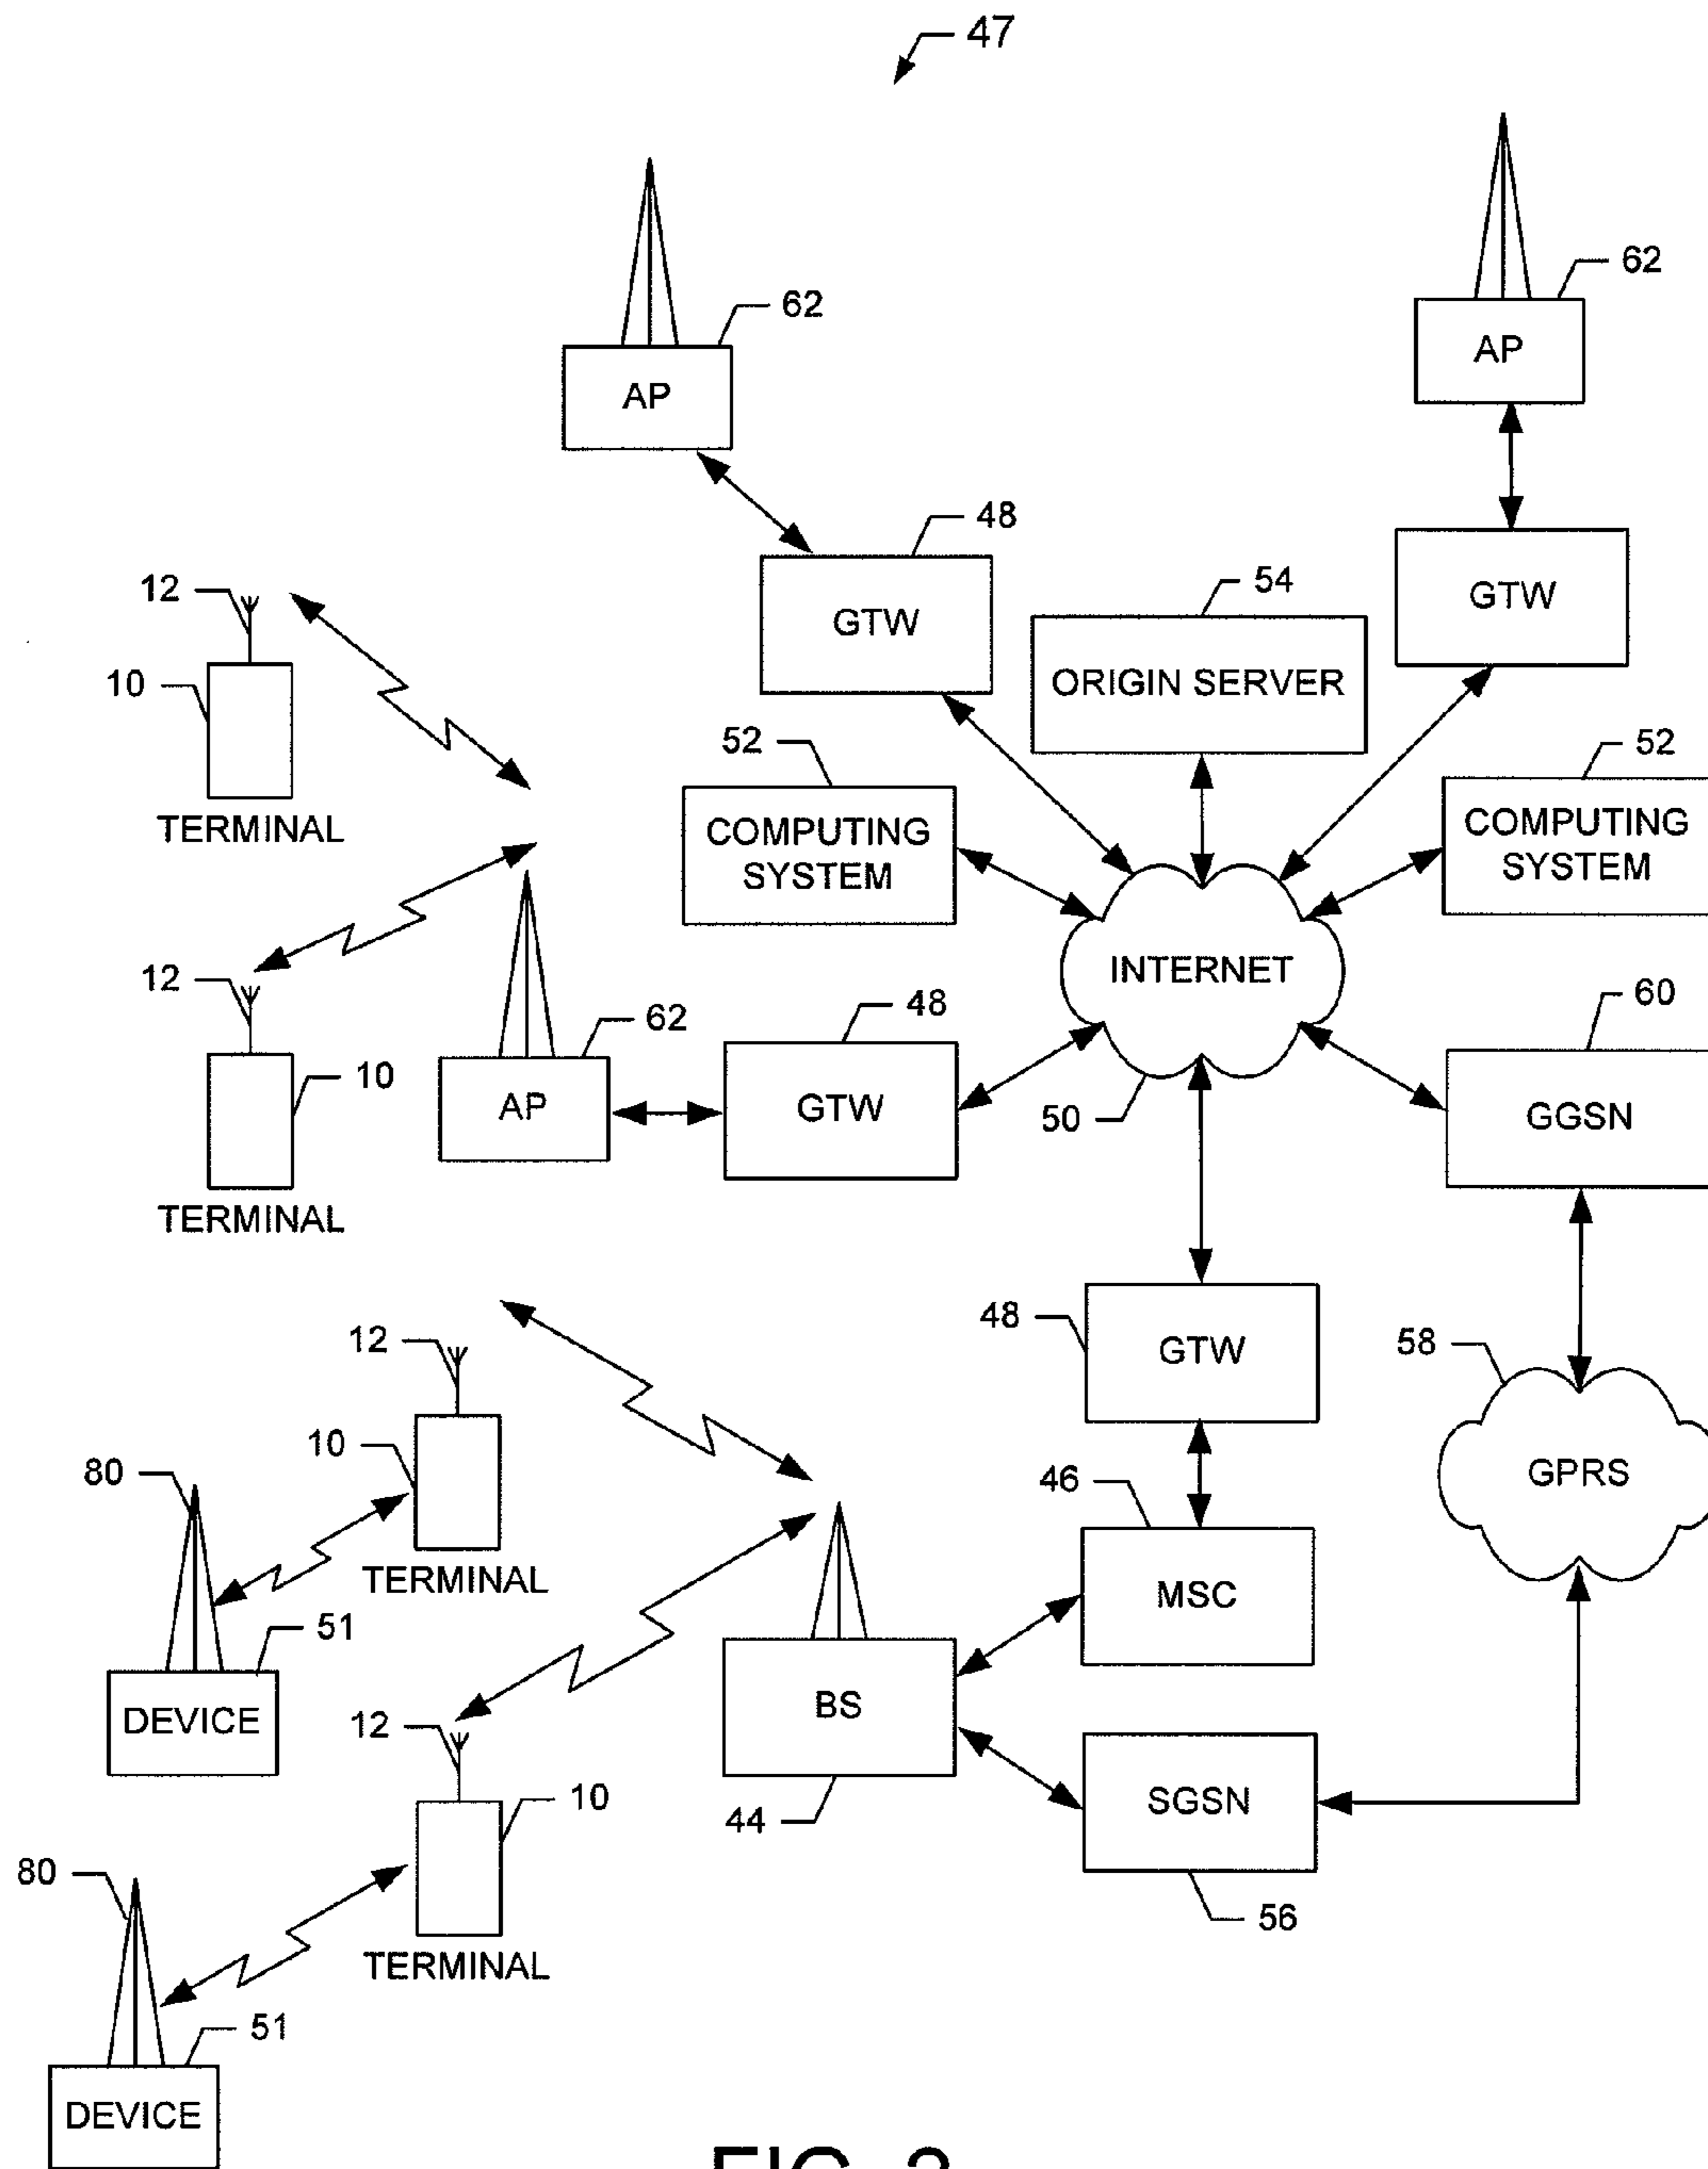 47
62
AP
62
AP
48
GTW
GTW
54
ORIGIN SERVER
12
10
TERMINAL
52
COMPUTING
SYSTEM
52
COMPUTING
SYSTEM
INTERNET
50
12
10
TERMINAL
62
AP
48
GTW
60
GGSN
48
GTW
58
GPRS
12
10
TERMINAL
80
51
DEVICE
46
MSC
BS
44
SGSN
56
12
10
TERMINAL
80
51
DEVICE